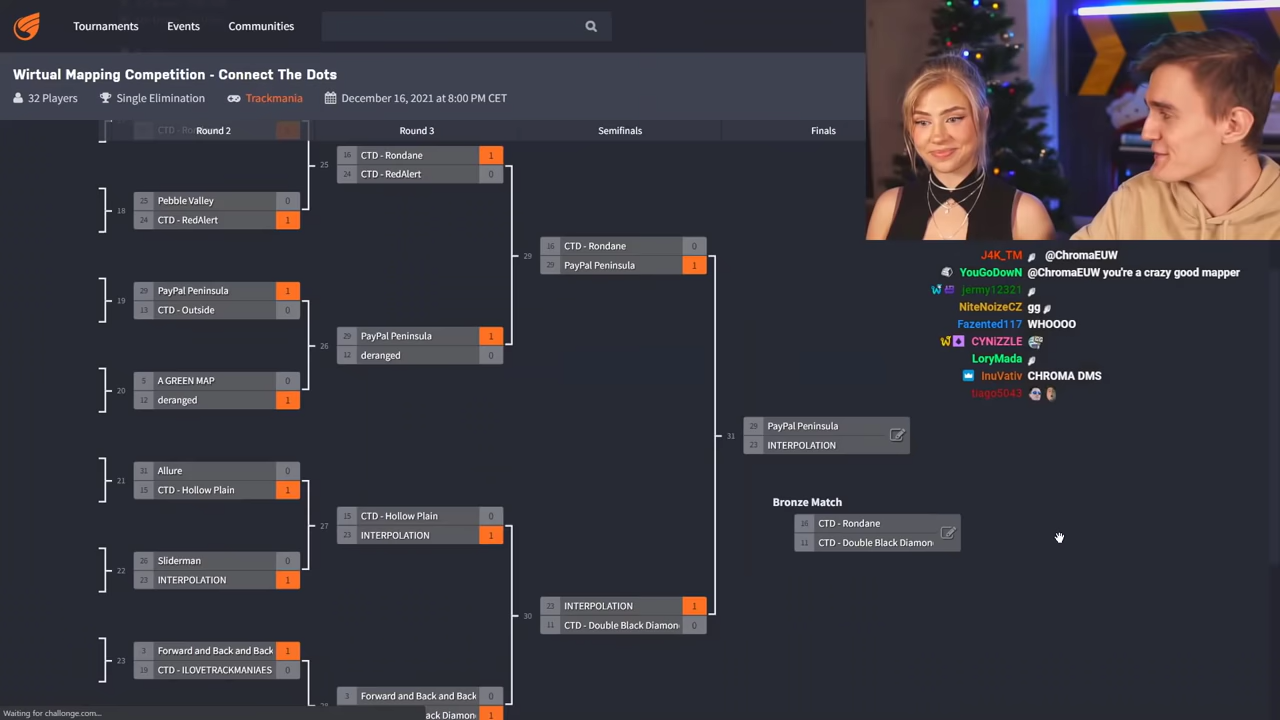 Tournaments Events Communities
Wirtual Mapping Competition - Connect The Dots
32 Players Single Elimination Trackmania December 16, 2021 at 8:00 PM CET
Round 2 Round 3 Semifinals Finals
25
16 CTD - Rondane 1
24 CTD - RedAlert 0
18
25 Pebble Valley 0
24 CTD - RedAlert 1
29
16 CTD - Rondane 0
29 PayPal Peninsula 1
19
29 PayPal Peninsula 1
13 CTD - Outside 0
26
29 PayPal Peninsula 1
12 deranged 0
20
5 A GREEN MAP 0
12 deranged 1
31
29 PayPal Peninsula
23 INTERPOLATION
21
31 Allure 0
15 CTD - Hollow Plain 1
Bronze Match
16 CTD - Rondane
11 CTD - Double Black Diamon
27
15 CTD - Hollow Plain 0
23 INTERPOLATION 1
22
26 Sliderman 0
23 INTERPOLATION 1
30
23 INTERPOLATION 1
11 CTD - Double Black Diamon 0
23
3 Forward and Back and Back 1
19 CTD - ILOVETRACKMANIAES 0
3 Forward and Back and Back 0
ack Diamon 1
Waiting for challonge.com...
J4K_TM @ChromaEUW
YouGoDowN @ChromaEUW you're a crazy good mapper
jermy12321
NiteNoizeCZ gg
Fazented117 WHOOOO
CYNiZZLE
LoryMada
InuVativ CHROMA DMS
tiago5043